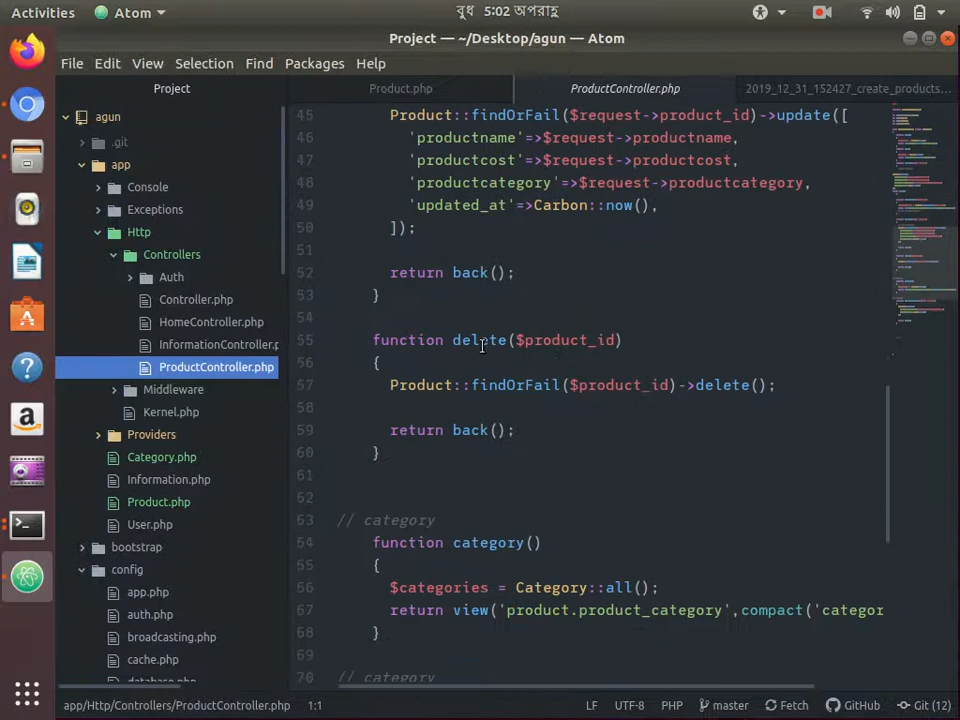 Activities
Atom
বুধ 5:02 অপরাহ্ণ
Project — ~/Desktop/agun — Atom
File Edit View Selection Find Packages Help
Project
Product.php
ProductController.php
2019_12_31_152427_create_products...
agun
.git
app
Console
Exceptions
Http
Controllers
Auth
Controller.php
HomeController.php
InformationController.p
ProductController.php
Middleware
Kernel.php
Providers
Category.php
Information.php
Product.php
User.php
bootstrap
config
app.php
auth.php
broadcasting.php
cache.php
database.php
45 Product::findOrFail($request->product_id)->update([
46 'productname'=>$request->productname,
47 'productcost'=>$request->productcost,
48 'productcategory'=>$request->productcategory,
49 'updated_at'=>Carbon::now(),
50 ]);
51
52 return back();
53 }
54
55 function delete($product_id)
56 {
57 Product::findOrFail($product_id)->delete();
58
59 return back();
60 }
61
62
63 // category
64 function category()
65 {
66 $categories = Category::all();
67 return view('product.product_category',compact('categor
68 }
69
70 // category
app/Http/Controllers/ProductController.php 1:1
LF UTF-8 PHP master Fetch GitHub Git (12)